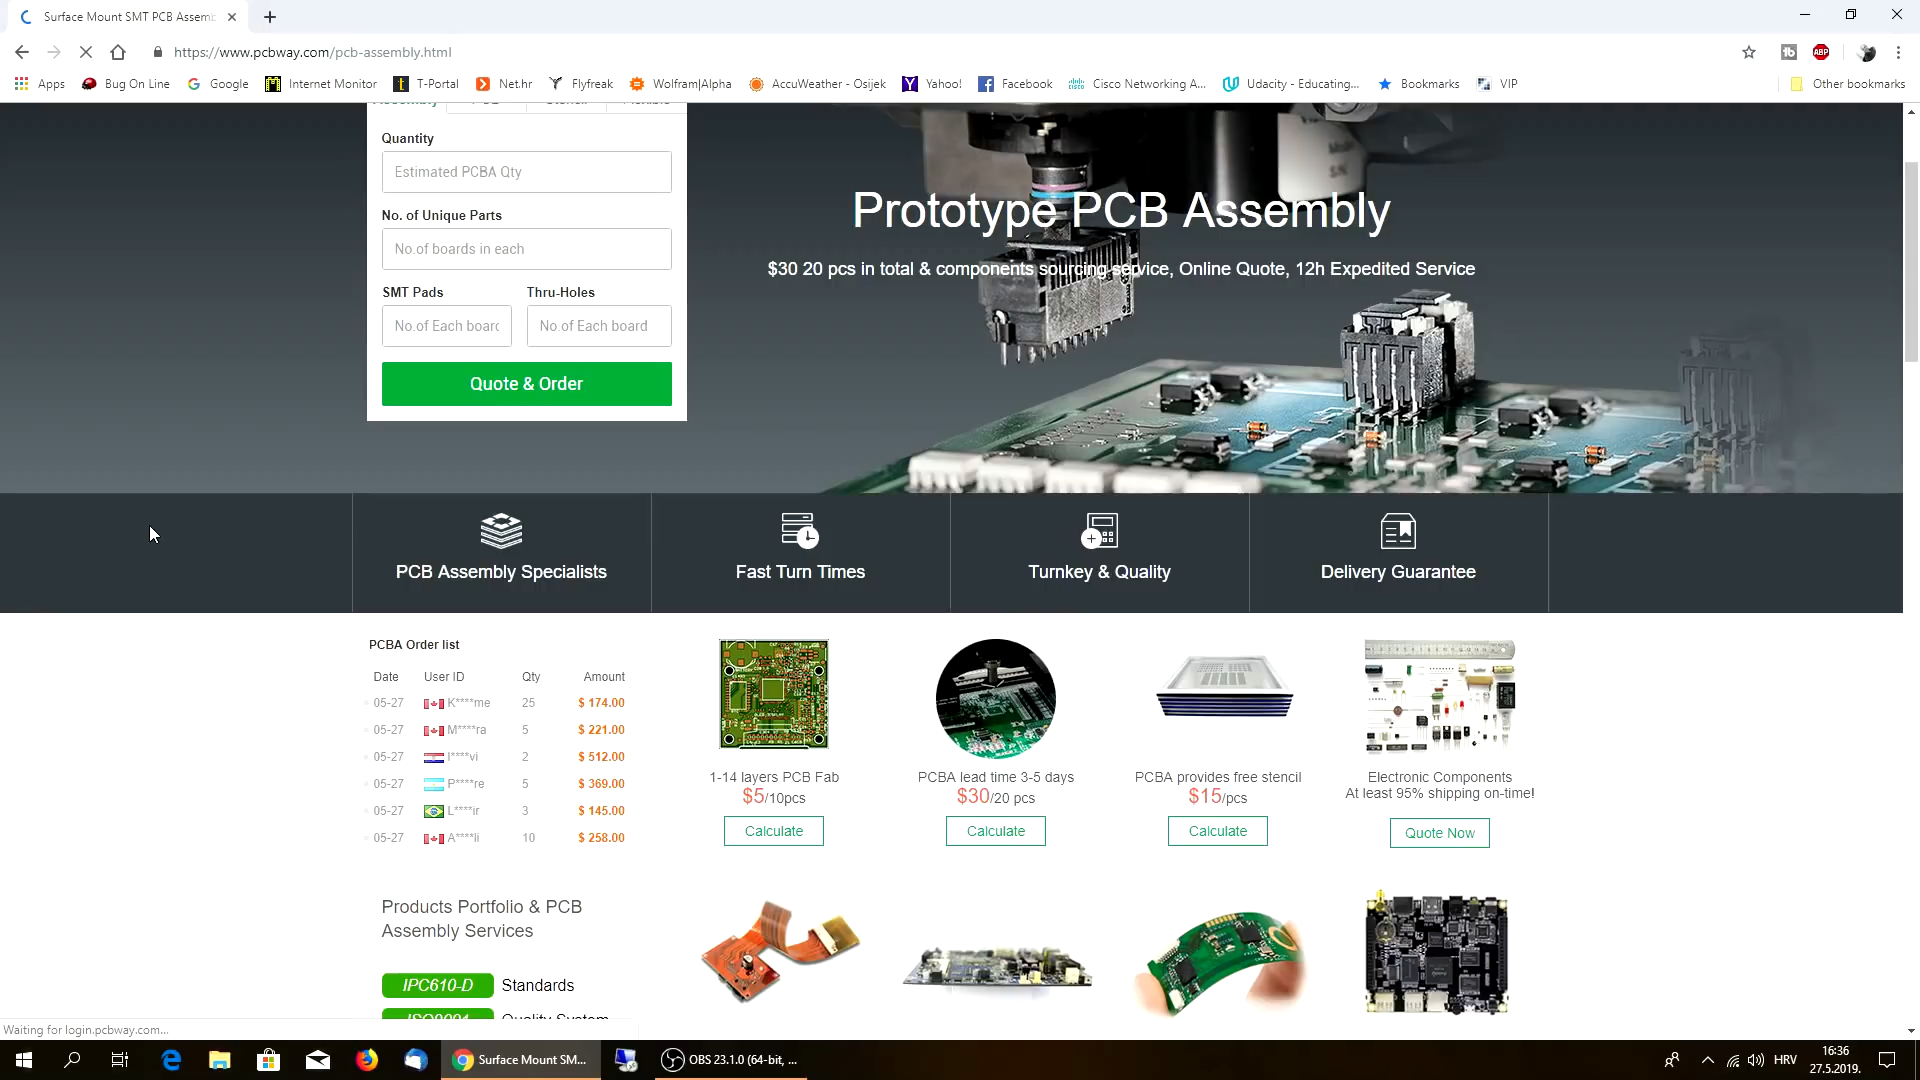 Surface Mount SMT PCB Assemb
https://www.pcbway.com/pcb-assembly.html
Apps
Bug On Line
Google
Internet Monitor
T-Portal
Net.hr
Flyfreak
Wolfram|Alpha
AccuWeather - Osijek
Yahoo!
Facebook
Cisco Networking A...
Udacity - Educating...
Bookmarks
VIP
Other bookmarks
Quantity
Estimated PCBA Qty
No. of Unique Parts
No.of boards in each
SMT Pads
Thru-Holes
No.of Each board
No.of Each board
Quote & Order
Prototype PCB Assembly
$30 20 pcs in total & components sourcing service, Online Quote, 12h Expedited Service
PCB Assembly Specialists
Fast Turn Times
Turnkey & Quality
Delivery Guarantee
PCBA Order list
Date User ID Qty Amount
05-27 K****me 25 $ 174.00
05-27 M****ra 5 $ 221.00
05-27 I****vi 2 $ 512.00
05-27 P****re 5 $ 369.00
05-27 L****ir 3 $ 145.00
05-27 A****li 10 $ 258.00
1-14 layers PCB Fab
$5/10pcs
Calculate
PCBA lead time 3-5 days
$30/20 pcs
Calculate
PCBA provides free stencil
$15/pcs
Calculate
Electronic Components
At least 95% shipping on-time!
Quote Now
Products Portfolio & PCB
Assembly Services
IPC610-D Standards
ISO9001 Quality System
Waiting for login.pcbway.com...
Surface Mount SM...
OBS 23.1.0 (64-bit, ...
HRV
16:36
27.5.2019.